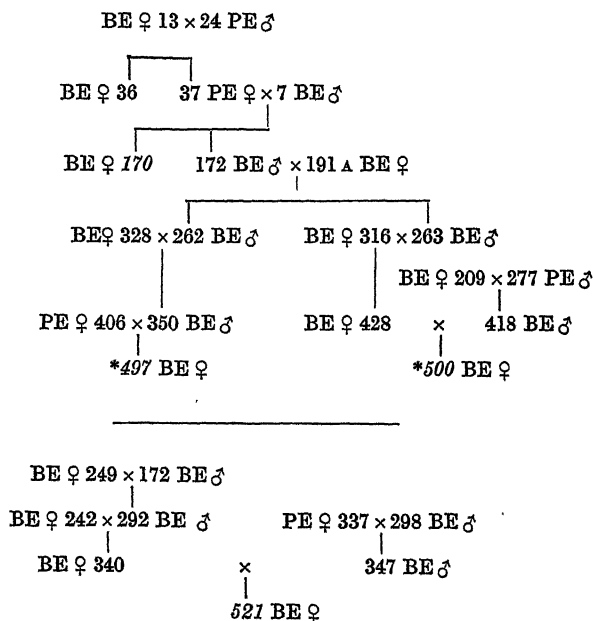 BE ♀ 13 × 24 PE ♂
BE ♀ 36 37 PE ♀ × 7 BE ♂
BE ♀ 170 172 BE ♂ × 191 A BE ♀
BE♀ 328 × 262 BE♂ BE ♀ 316 × 263 BE♂
BE ♀ 209 × 277 PE♂
PE ♀ 406 × 350 BE♂ BE ♀ 428 × 418 BE♂
*497 BE ♀ *500 BE ♀
BE ♀ 249 × 172 BE♂
BE ♀ 242 × 292 BE ♂ PE ♀ 337 × 298 BE♂
BE ♀ 340 × 347 BE♂
521 BE ♀